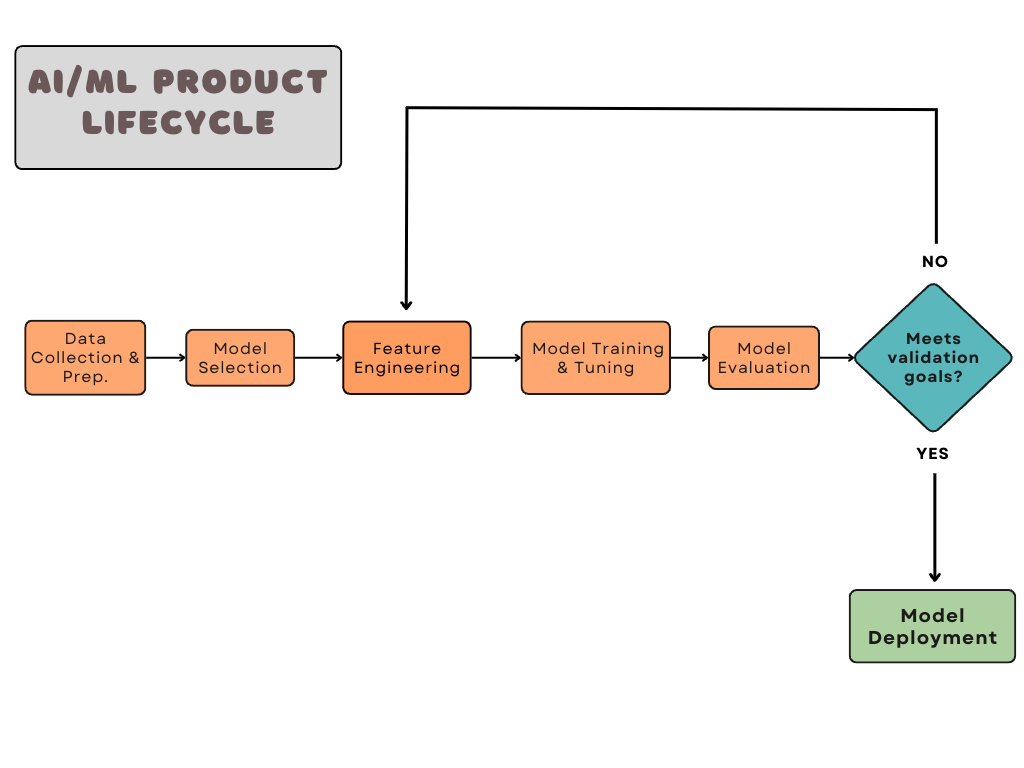 AI/ML PRODUCT
LIFECYCLE
NO
Data
Collection &
Prep.
Model
Selection
Feature
Engineering
Model Training
& Tuning
Model
Evaluation
Meets
validation
goals?
YES
Model
Deployment